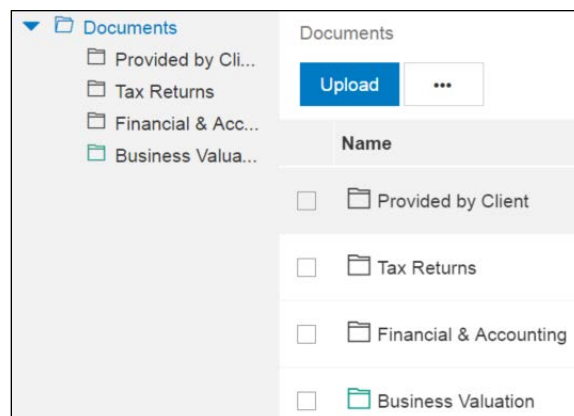 Documents
Provided by Cli...
Tax Returns
Financial & Acc...
Business Valua...
Documents
Upload
•••
Name
Provided by Client
Tax Returns
Financial & Accounting
Business Valuation